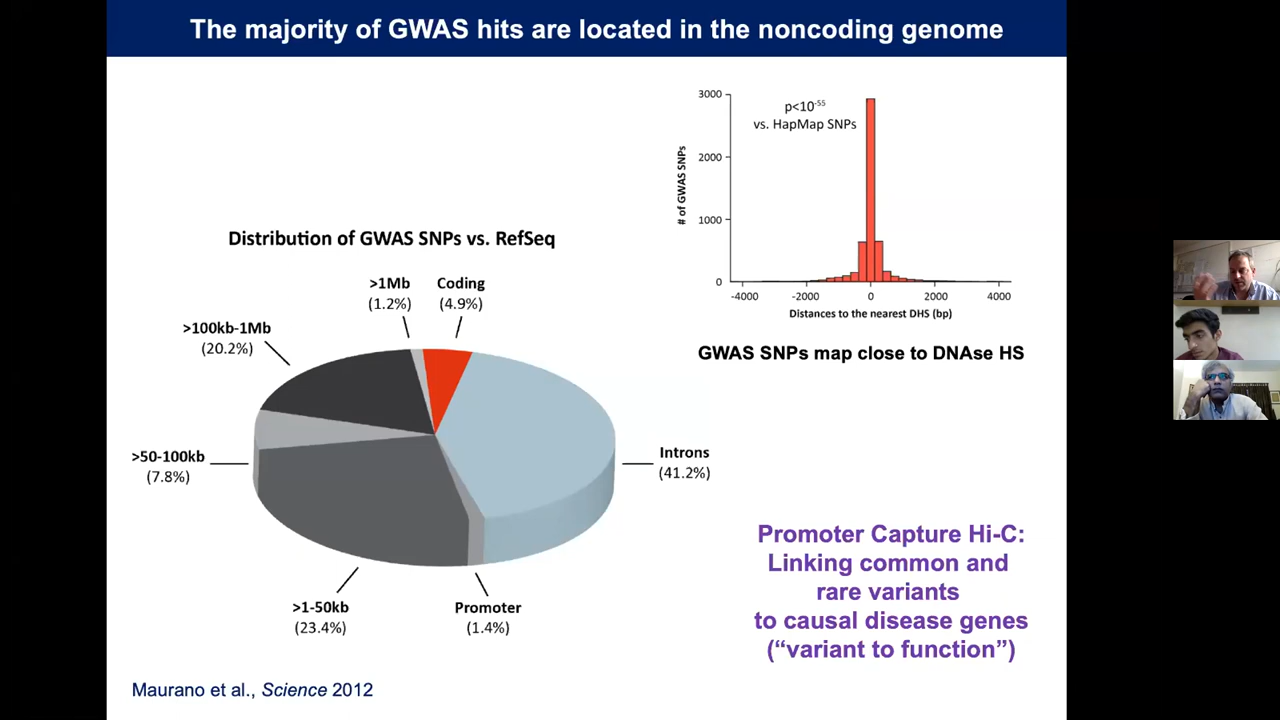 The majority of GWAS hits are located in the noncoding genome
3000
2000
1000
0
# of GWAS SNPs
p<10-55
vs. HapMap SNPs
-4000
-2000
0
2000
4000
Distances to the nearest DHS (bp)
GWAS SNPs map close to DNAse HS
Distribution of GWAS SNPs vs. RefSeq
>1Mb
(1.2%)
Coding
(4.9%)
>100kb-1Mb
(20.2%)
>50-100kb
(7.8%)
Introns
(41.2%)
>1-50kb
(23.4%)
Promoter
(1.4%)
Promoter Capture Hi-C:
Linking common and
rare variants
to causal disease genes
(“variant to function”)
Maurano et al., Science 2012